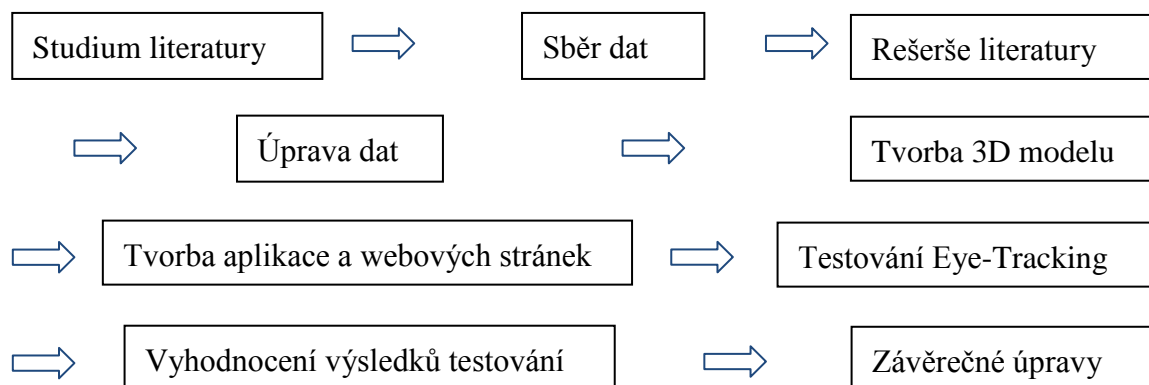 Studium literatury
Sběr dat
Rešerše literatury
Úprava dat
Tvorba 3D modelu
Tvorba aplikace a webových stránek
Testování Eye-Tracking
Vyhodnocení výsledků testování
Závěrečné úpravy